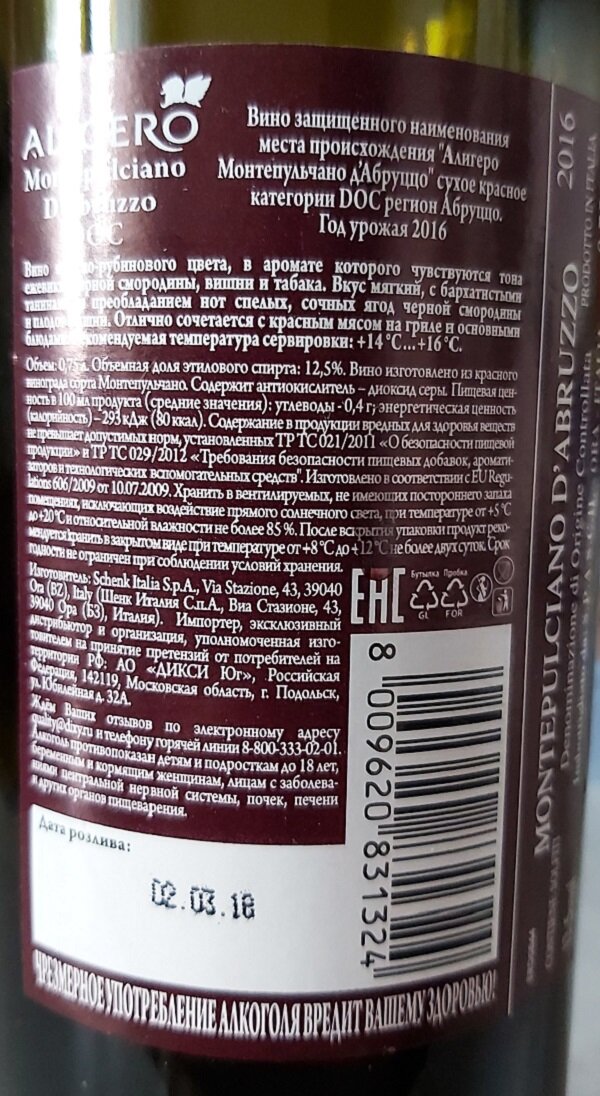 ALIGERO
Montepulciano
D'Abruzzo
DOC
Вино защищенного наименования
места происхождения "Алигеро
Монтепульчано д'Абруццо" сухое красное
категории DOC регион Абруццо.
Год урожая 2016
Вино рубинового цвета, в аромате которого чувствуются тона
ежевики, черной смородины, вишни и табака. Вкус мягкий, с бархатистыми
танинами, преобладанием нот спелых, сочных ягод черной смородины
и вишни. Отлично сочетается с красным мясом на гриле и основными
блюдами. Рекомендуемая температура сервировки: +14°С...+16°С.
Объем: 0,75 л. Объемная доля этилового спирта: 12,5%. Вино изготовлено из красного
винограда сорта Монтепульчано. Содержит антиокислитель – диоксид серы. Пищевая цен-
ность в 100 мл продукта (средние значения): углеводы - 0,4 г; энергетическая ценность
(калорийность) – 293 кДж (80 ккал). Содержание в продукции вредных для здоровья веществ
не превышает допустимых норм, установленных ТР ТС 021/2011 «О безопасности пищевой
продукции» и ТР ТС 029/2012 «Требования безопасности пищевых добавок, аромати-
заторов и технологических вспомогательных средств". Изготовлено в соответствии с EU Regu-
lations 606/2009 от 10.07.2009. Хранить в вентилируемых, не имеющих постороннего запаха
помещениях, исключающих воздействие прямого солнечного света, при температуре от +5 °С
до +20 °С и относительной влажности не более 85 %. После вскрытия упаковки продукт реко-
мендуется хранить в закрытом виде при температуре от +8°С до +12 °С не более двух суток. Срок
годности не ограничен при соблюдении условий хранения.
Изготовитель: Schenk Italia S.p.A., Via Stazione, 43, 39040
Ora (BZ), Italy (Шенк Италия С.п.А., Виа Стазионе, 43,
39040 Ора (БЗ), Италия). Импортер, эксклюзивный
дистрибьютор и организация, уполномоченная изго-
товителем на принятие претензий от потребителей на
территории РФ: АО «ДИКСИ Юг», Российская
Федерация, 142119, Московская область, г. Подольск,
ул. Юбилейная д. 32А.
Ждём Ваших отзывов по электронному адресу
quality@dixy.ru и телефону горячей линии 8-800-333-02-01.
Алкоголь противопоказан детям и подросткам до 18 лет,
беременным и кормящим женщинам, лицам с заболева-
ниями центральной нервной системы, почек, печени
и других органов пищеварения.
EAC
Бутылка Пробка
GL FOR
8 009620 831324
Дата розлива:
02.03.18
ЧРЕЗМЕРНОЕ УПОТРЕБЛЕНИЕ АЛКОГОЛЯ ВРЕДИТ ВАШЕМУ ЗДОРОВЬЮ!
2016
MONTEPULCIANO D'ABRUZZO
Denominazione di Origine Controllata
PRODOTTO IN ITALIA